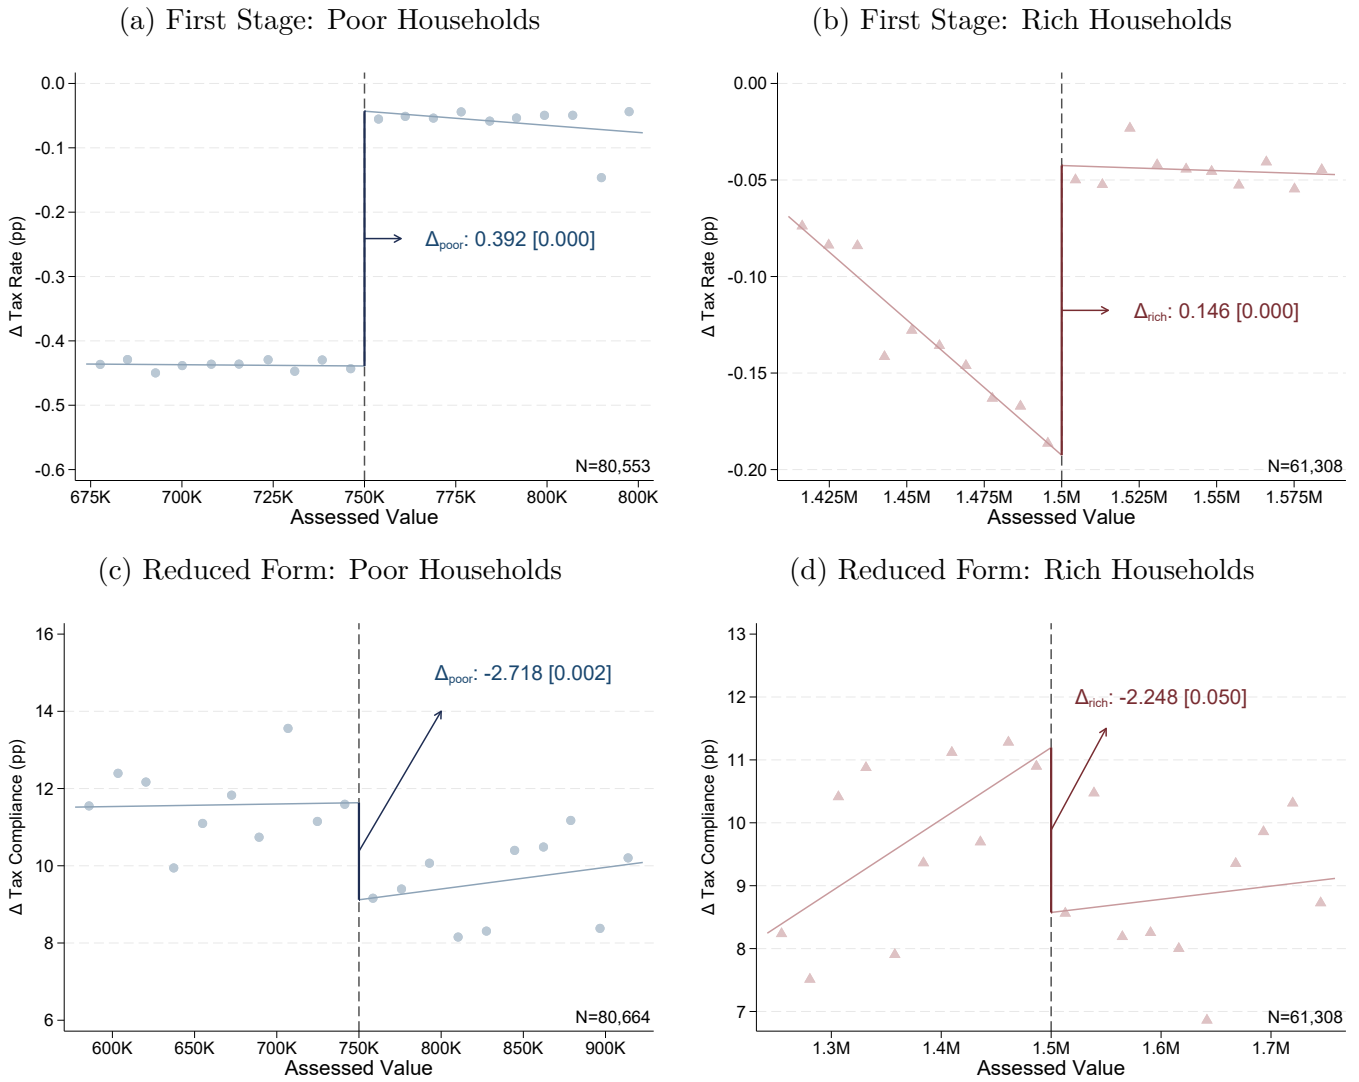 (a) First Stage: Poor Households
0.0
-0.1
-0.2
-0.3
-0.4
-0.5
-0.6
Δ Tax Rate (pp)
Δpoor: 0.392 [0.000]
N=80,553
675K 700K 725K 750K 775K 800K 800K
Assessed Value
(b) First Stage: Rich Households
0.00
-0.05
-0.10
-0.15
-0.20
Δ Tax Rate (pp)
Δrich: 0.146 [0.000]
N=61,308
1.425M 1.45M 1.475M 1.5M 1.525M 1.55M 1.575M
Assessed Value
(c) Reduced Form: Poor Households
16
14
12
10
8
6
Δ Tax Compliance (pp)
Δpoor: -2.718 [0.002]
N=80,664
600K 650K 700K 750K 800K 850K 900K
Assessed Value
(d) Reduced Form: Rich Households
13
12
11
10
9
8
7
Δ Tax Compliance (pp)
Δrich: -2.248 [0.050]
N=61,308
1.3M 1.4M 1.5M 1.6M 1.7M
Assessed Value